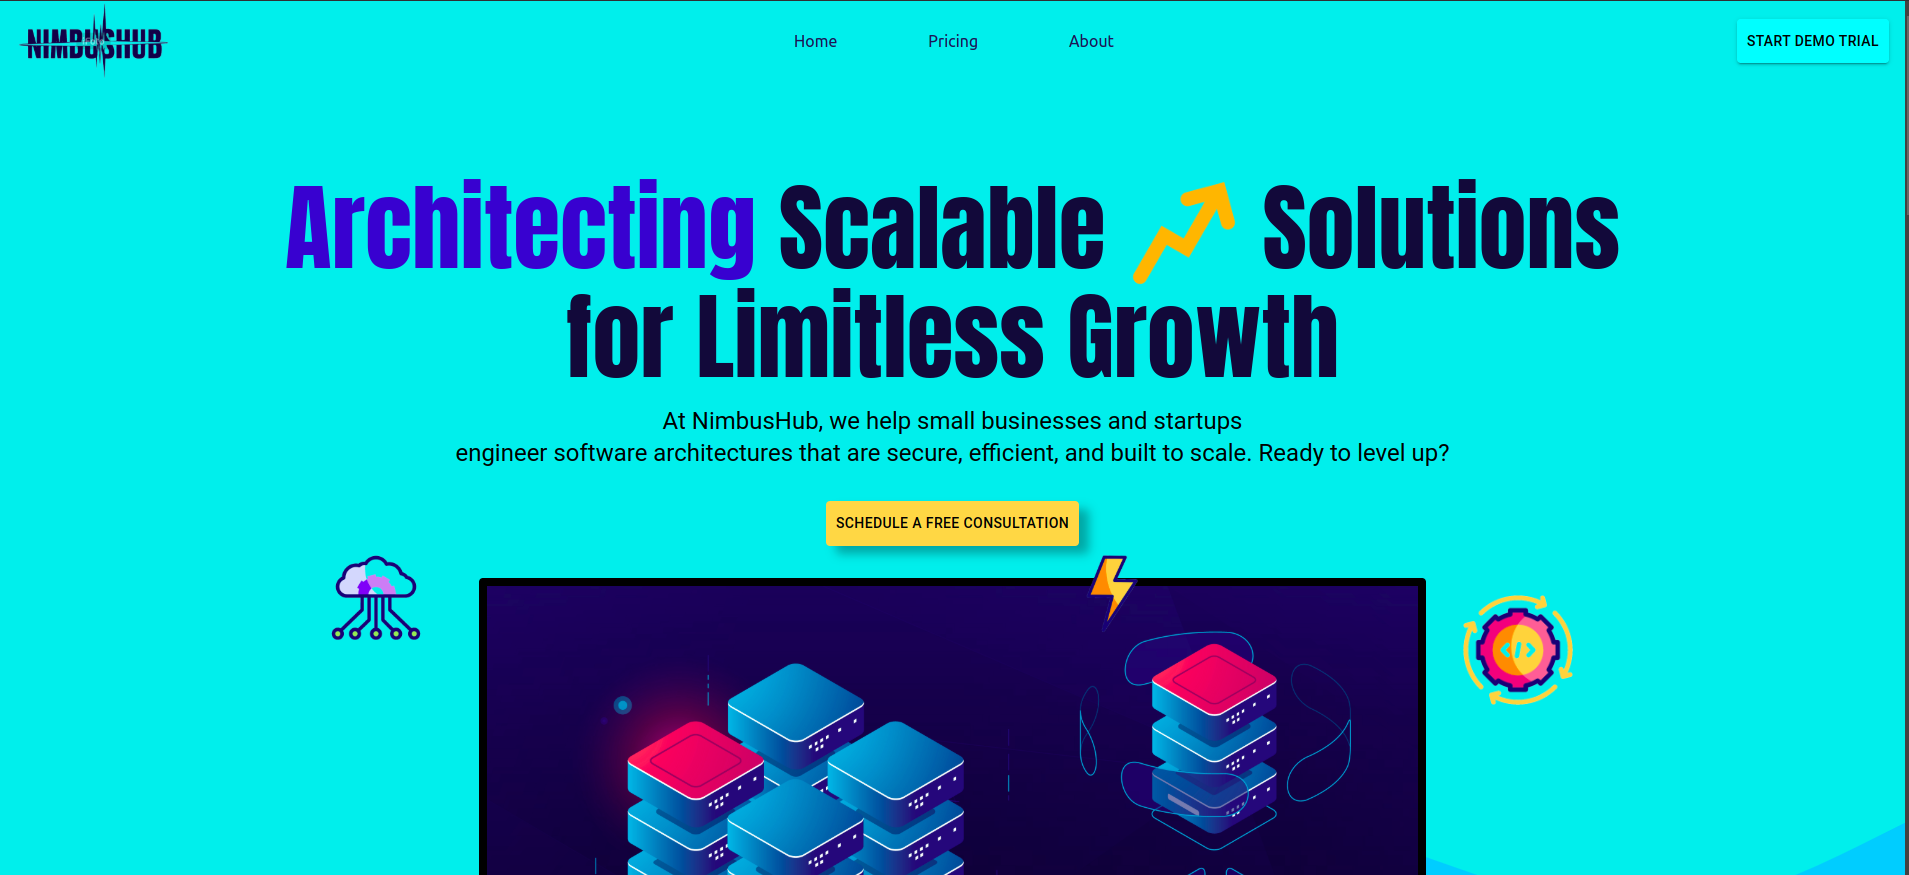 NIMBUSHUB
Home
Pricing
About
START DEMO TRIAL
Architecting Scalable Solutions
for Limitless Growth
At NimbusHub, we help small businesses and startups
engineer software architectures that are secure, efficient, and built to scale. Ready to level up?
SCHEDULE A FREE CONSULTATION
</>